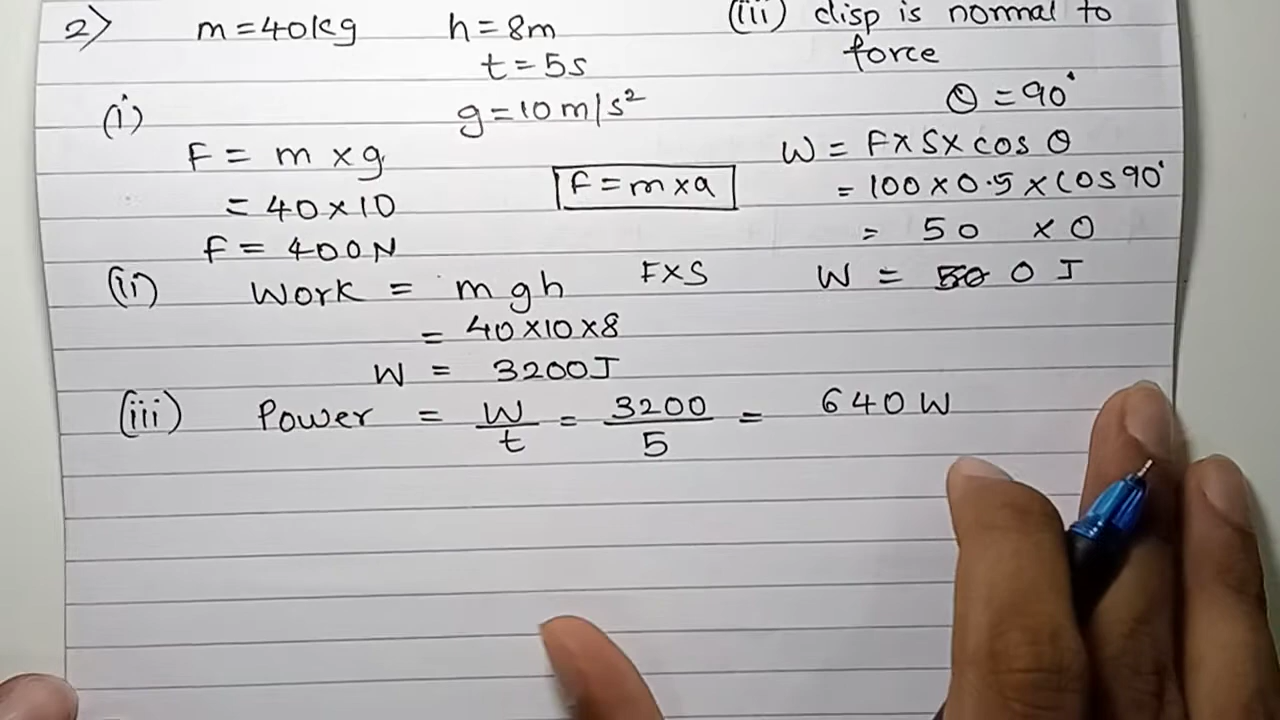 2) m = 40kg h = 8m
t = 5s
g = 10 m/s²
(i)
F = m × g
= 40 × 10
F = 400N
F = m × a
(ii) Work = mgh F×S
= 40 × 10 × 8
W = 3200J
(iii) Power = W/t = 3200/5 = 640 W
(iii) disp is normal to
force
θ = 90°
W = F × S × cos θ
= 100 × 0.5 × cos 90°
= 50 × 0
W = 0 J